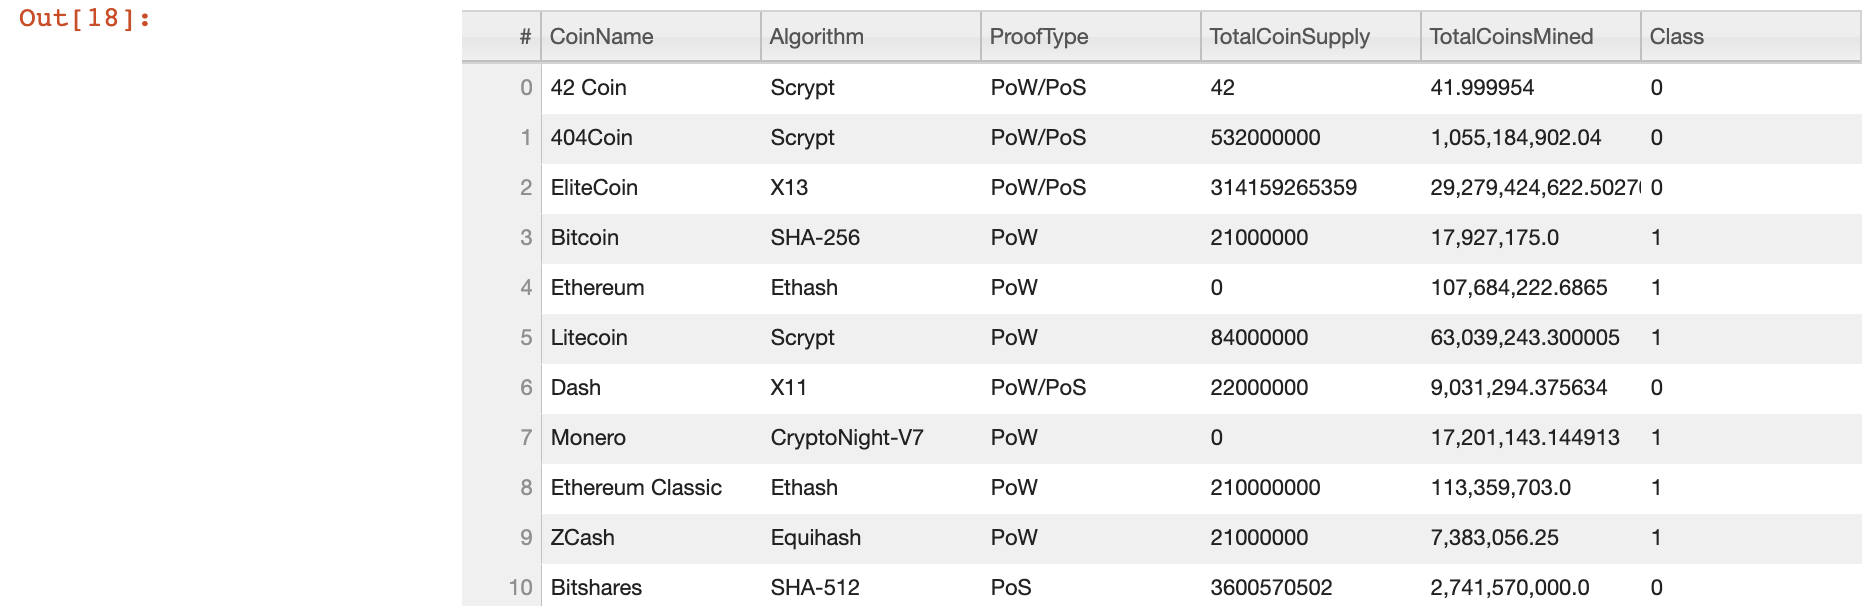 Out[18]:
# CoinName Algorithm ProofType TotalCoinSupply TotalCoinsMined Class
0 42 Coin Scrypt PoW/PoS 42 41.999954 0
1 404Coin Scrypt PoW/PoS 532000000 1,055,184,902.04 0
2 EliteCoin X13 PoW/PoS 314159265359 29,279,424,622.5027 0
3 Bitcoin SHA-256 PoW 21000000 17,927,175.0 1
4 Ethereum Ethash PoW 0 107,684,222.6865 1
5 Litecoin Scrypt PoW 84000000 63,039,243.300005 1
6 Dash X11 PoW/PoS 22000000 9,031,294.375634 0
7 Monero CryptoNight-V7 PoW 0 17,201,143.144913 1
8 Ethereum Classic Ethash PoW 210000000 113,359,703.0 1
9 ZCash Equihash PoW 21000000 7,383,056.25 1
10 Bitshares SHA-512 PoS 3600570502 2,741,570,000.0 0